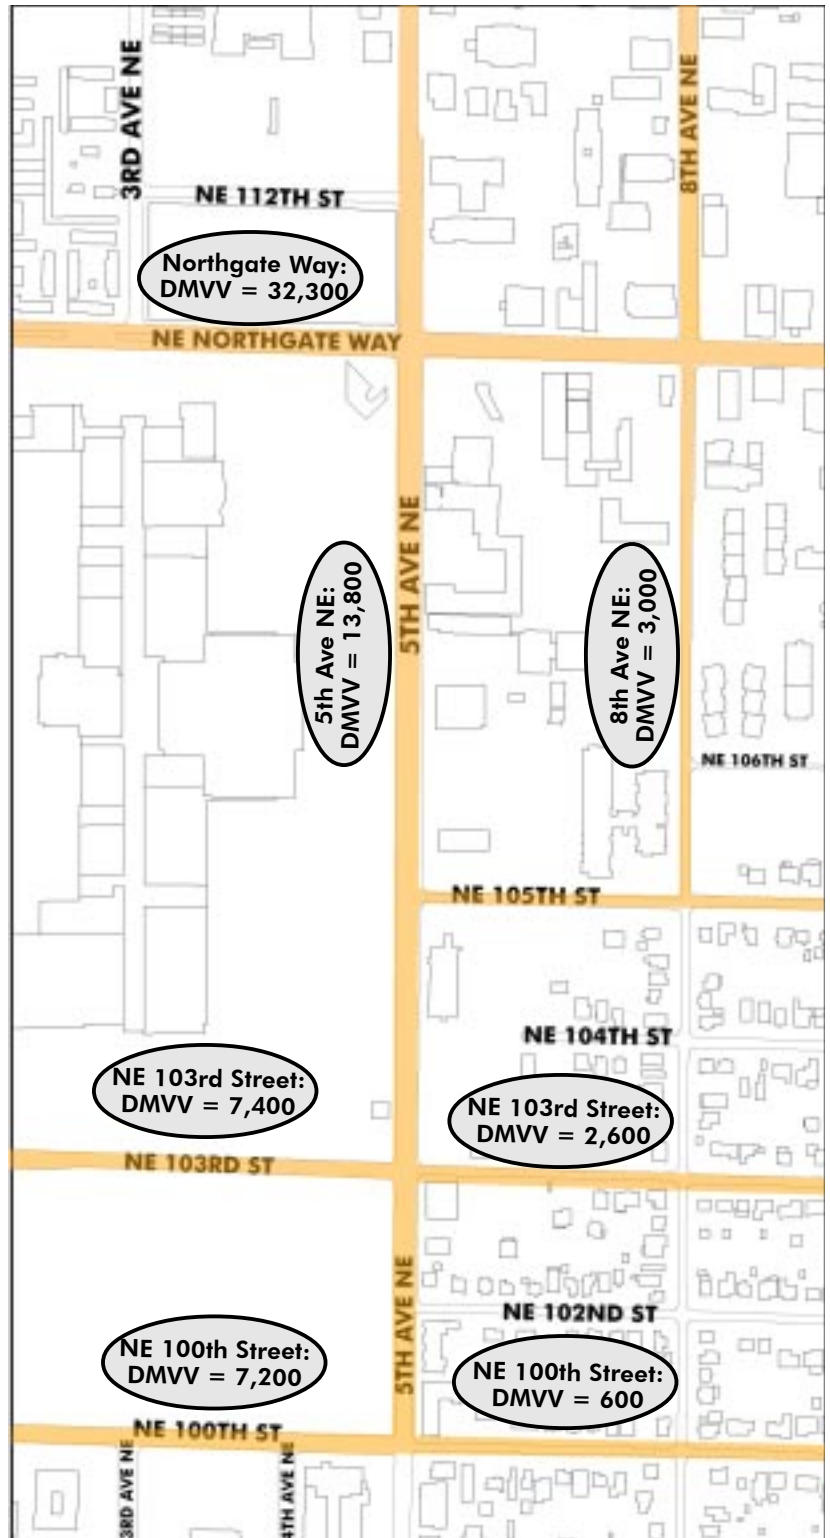 3RD AVE NE
8TH AVE NE
NE 112TH ST
Northgate Way:
DMVV = 32,300
NE NORTHGATE WAY
5TH AVE NE
5th Ave NE:
DMVV = 13,800
8th Ave NE:
DMVV = 3,000
NE 106TH ST
NE 105TH ST
NE 104TH ST
NE 103rd Street:
DMVV = 7,400
NE 103rd Street:
DMVV = 2,600
NE 103RD ST
5TH AVE NE
NE 102ND ST
NE 100th Street:
DMVV = 7,200
NE 100th Street:
DMVV = 600
NE 100TH ST
3RD AVE NE
4TH AVE NE